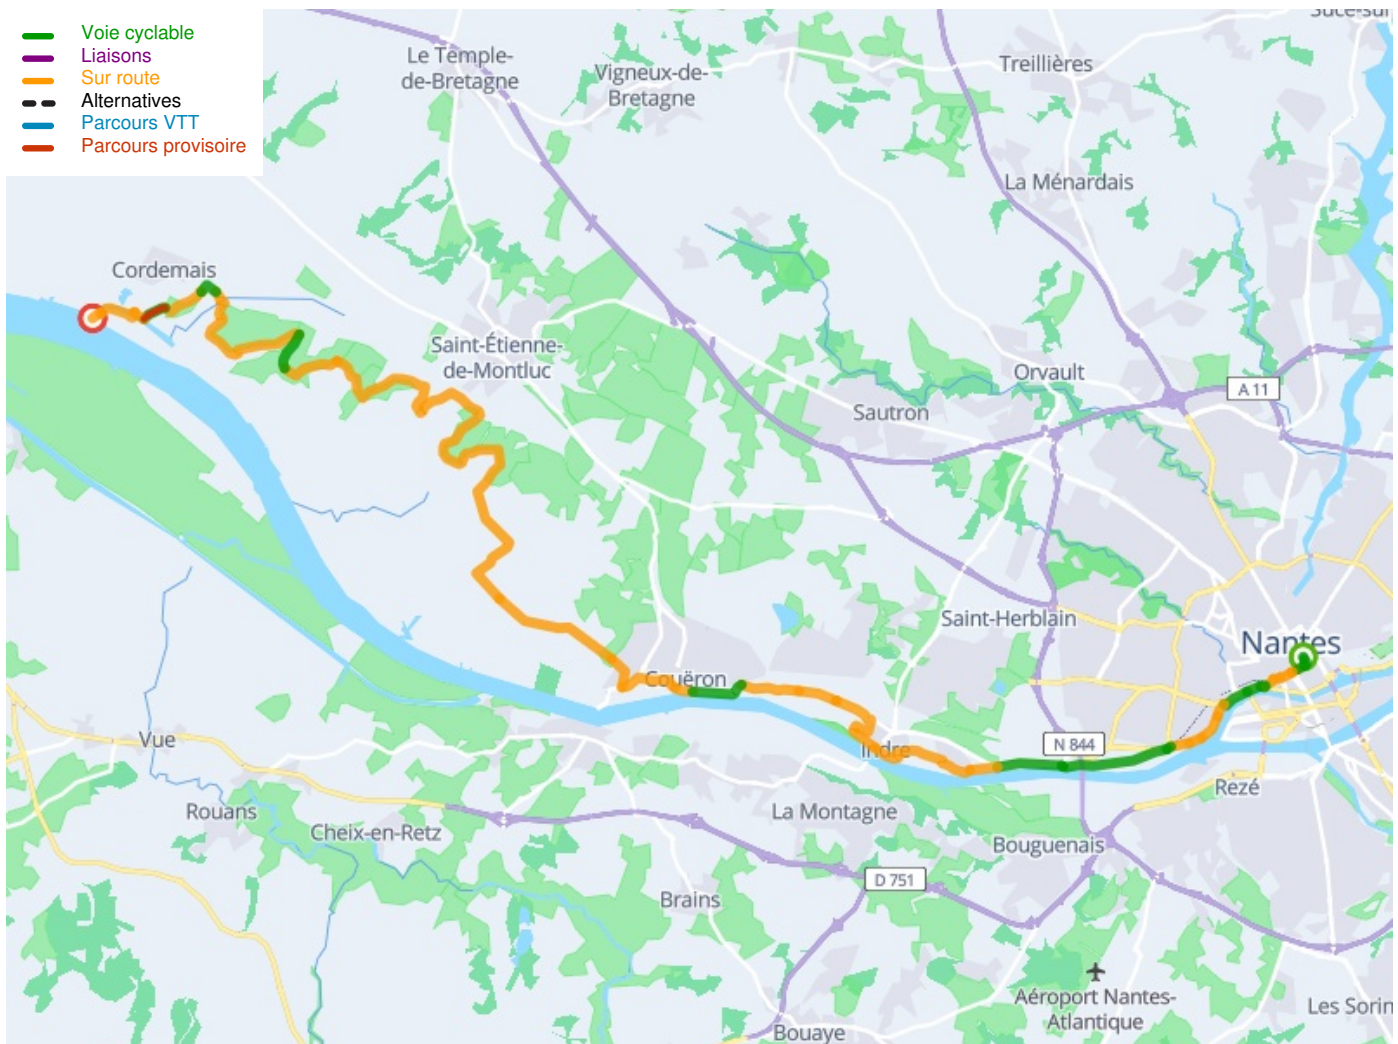 Voie cyclable
Liaisons
Sur route
Alternatives
Parcours VTT
Parcours provisoire
Sucé-sur
Le Temple-
de-Bretagne
Vigneux-de-
Bretagne
Treillières
La Ménardais
Cordemais
Saint-Étienne-
de-Montluc
Orvault
A 11
Sautron
Saint-Herblain
Nantes
Couëron
Vue
Indre
N 844
Rezé
Rouans
Cheix-en-Retz
La Montagne
Bouguenais
D 751
Brains
Aéroport Nantes-
Atlantique
Les Sorin
Bouaye